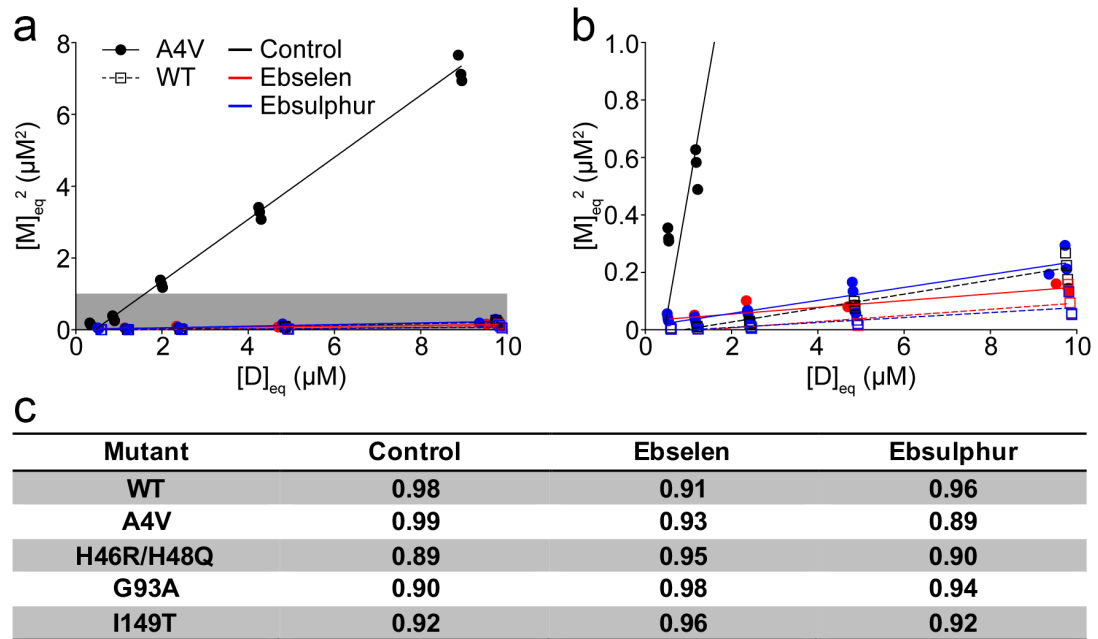 a
A4V
WT
Control
Ebselen
Ebsulphur
8
6
4
2
0
[M]eq² (µM²)
0 2 4 6 8 10
[D]eq (µM)
b
1.0
0.8
0.6
0.4
0.2
0
[M]eq² (µM²)
0 2 4 6 8 10
[D]eq (µM)
c
Mutant Control Ebselen Ebsulphur
WT 0.98 0.91 0.96
A4V 0.99 0.93 0.89
H46R/H48Q 0.89 0.95 0.90
G93A 0.90 0.98 0.94
I149T 0.92 0.96 0.92